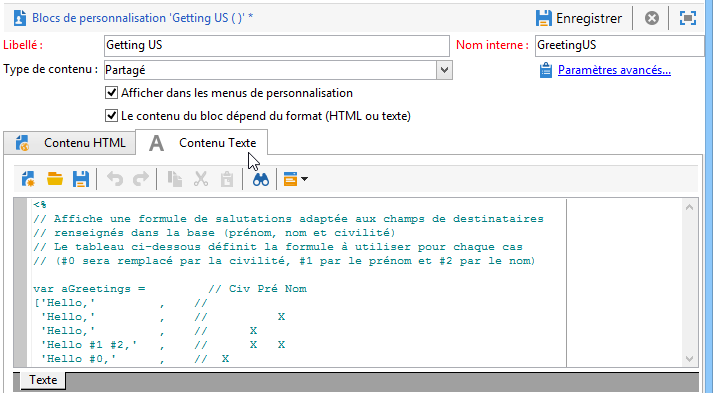 Blocs de personnalisation 'Getting US ( )' *
Enregistrer
Libellé :
Getting US
Nom interne :
GreetingUS
Type de contenu :
Partagé
Paramètres avancés...
Afficher dans les menus de personnalisation
Le contenu du bloc dépend du format (HTML ou texte)
Contenu HTML
A Contenu Texte
<%
// Affiche une formule de salutations adaptée aux champs de destinataires
// renseignés dans la base (prénom, nom et civilité)
// Le tableau ci-dessous définit la formule à utiliser pour chaque cas
// (#0 sera remplacé par la civilité, #1 par le prénom et #2 par le nom)
var aGreetings = // Civ Pré Nom
['Hello,' , //
'Hello,' , // X
'Hello,' , // X
'Hello #1 #2,' , // X X
'Hello #0,' , // X
Texte